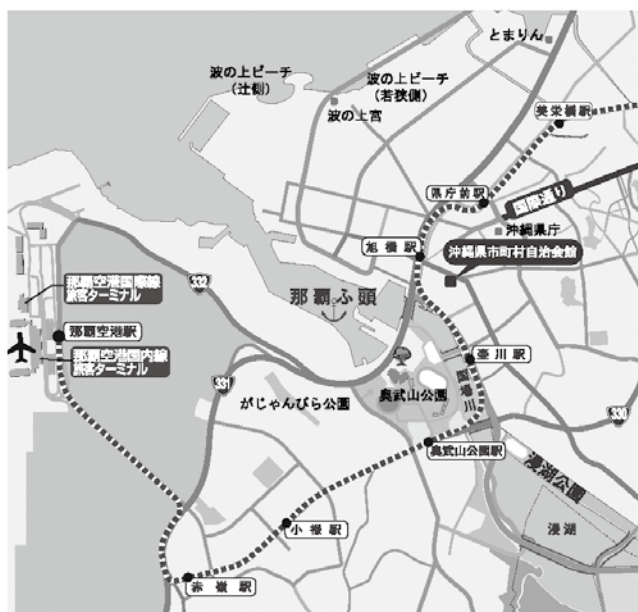 とまりん
波の上ビーチ
（辻側）
波の上ビーチ
（若狭側）
波の上宮
美栄橋駅
県庁前駅
国際通り
沖縄県庁
旭橋駅
沖縄県市町村自治会館
那覇空港国際線
旅客ターミナル
332
那覇ふ頭
那覇空港駅
那覇空港国内線
旅客ターミナル
壺川駅
331
がじゃんびら公園
奥武山公園
国場川
330
奥武山公園駅
漫湖公園
漫湖
小禄駅
赤嶺駅